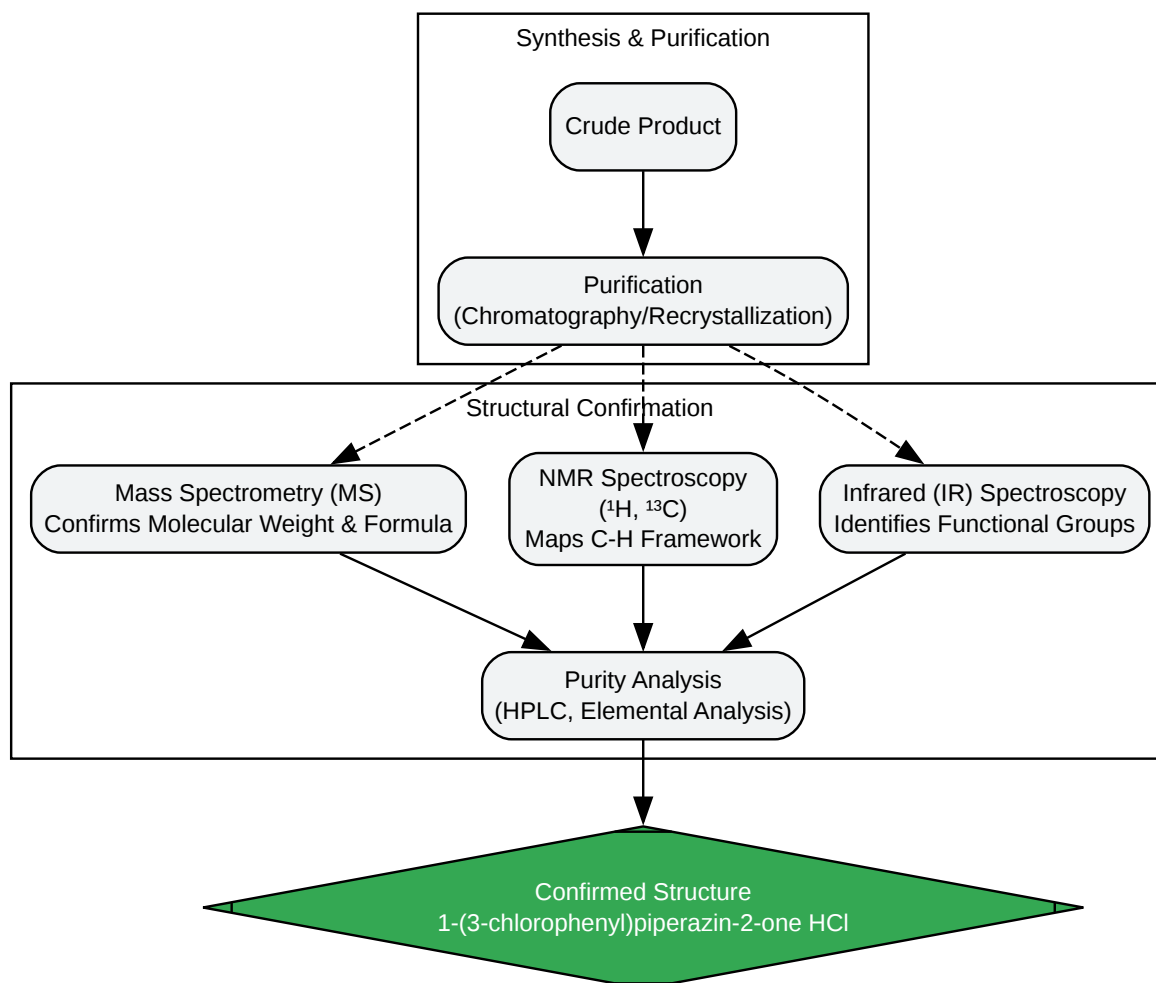 Synthesis & Purification
Crude Product
Purification
(Chromatography/Recrystallization)
Structural Confirmation
Mass Spectrometry (MS)
Confirms Molecular Weight & Formula
NMR Spectroscopy
(¹H, ¹³C)
Maps C-H Framework
Infrared (IR) Spectroscopy
Identifies Functional Groups
Purity Analysis
(HPLC, Elemental Analysis)
Confirmed Structure
1-(3-chlorophenyl)piperazin-2-one HCl